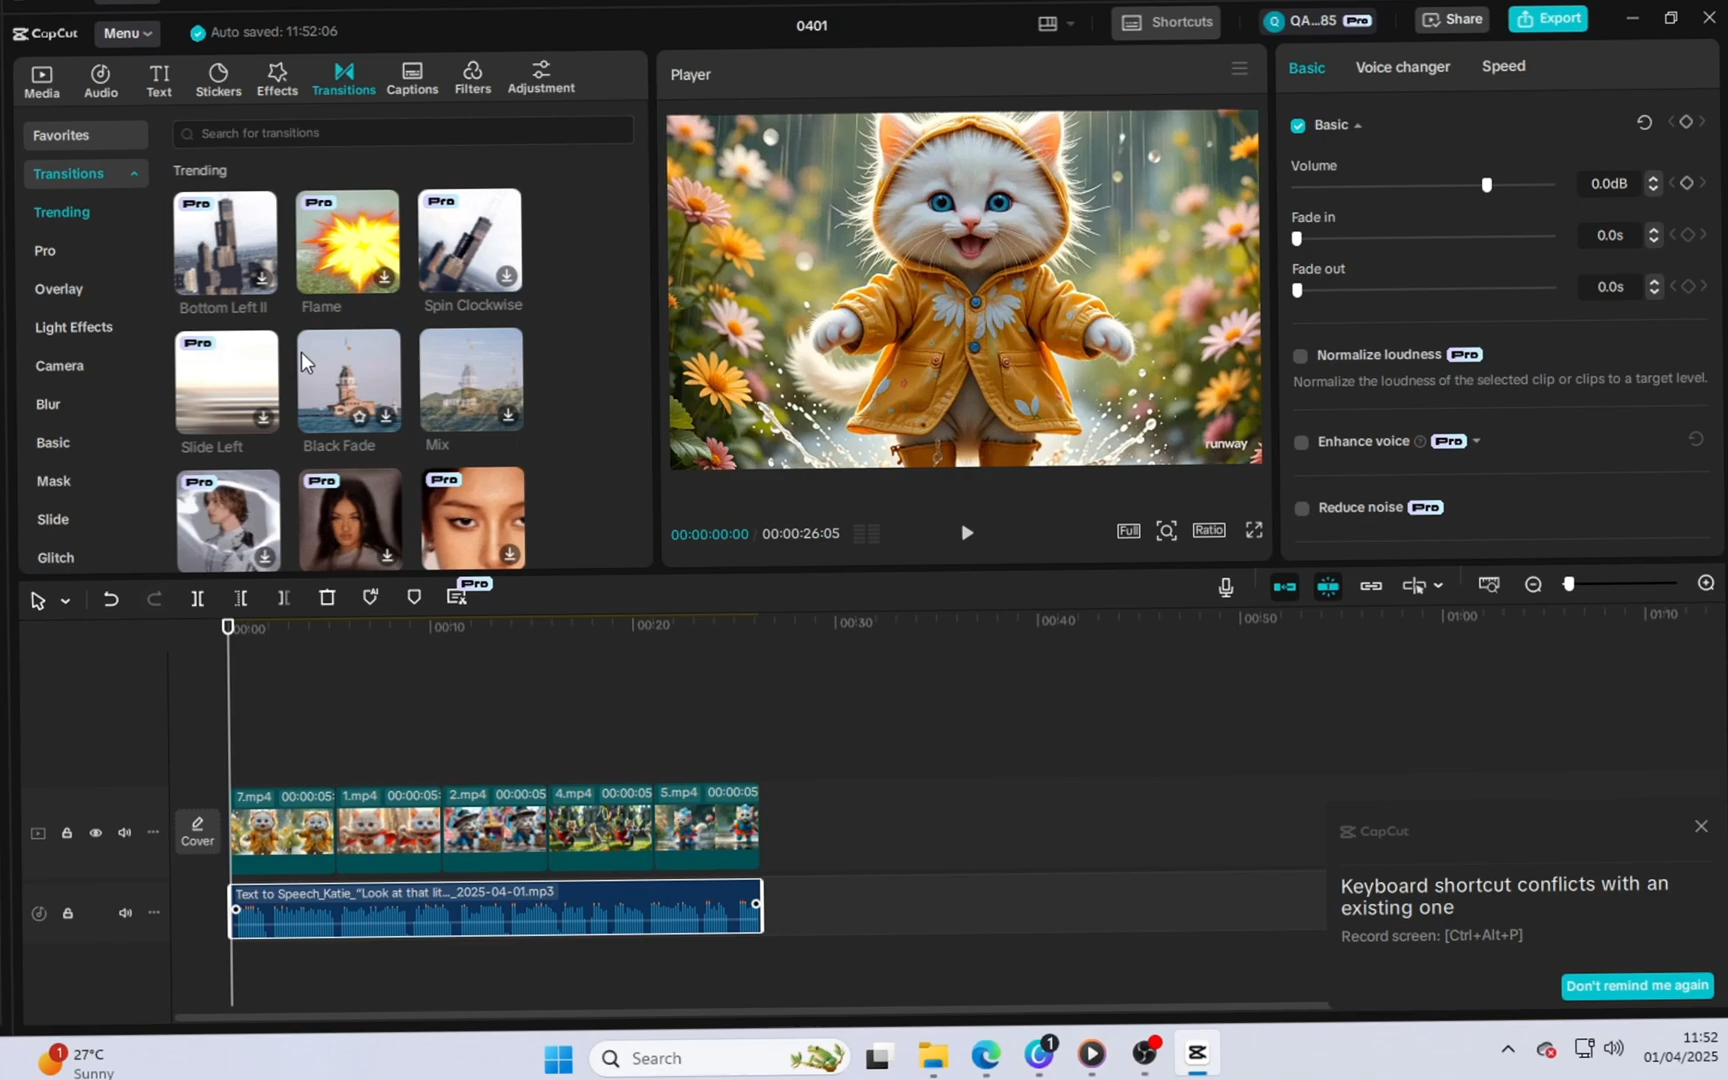 CapCut
Menu
Auto saved: 11:52:06
0401
Shortcuts
Q
QA...85
Pro
Share
Export
Media
Audio
TI
Text
Stickers
Effects
Transitions
Captions
Filters
Adjustment
Player
Basic
Voice changer
Speed
Favorites
Transitions
Trending
Pro
Overlay
Light Effects
Camera
Blur
Basic
Mask
Slide
Glitch
Search for transitions
Trending
Pro
Pro
Pro
Bottom Left II
Flame
Spin Clockwise
Pro
Slide Left
Black Fade
Mix
Pro
Pro
Pro
runway
00:00:00:00 / 00:00:26:05
Full
Ratio
Basic
Volume
0.0dB
Fade in
0.0s
Fade out
0.0s
Normalize loudness Pro
Normalize the loudness of the selected clip or clips to a target level.
Enhance voice Pro
Reduce noise Pro
Pro
00:00
00:10
00:20
00:30
00:40
00:50
01:00
01:10
Cover
7.mp4 00:00:05:
1.mp4 00:00:05:
2.mp4 00:00:05
4.mp4 00:00:05
5.mp4 00:00:05
Text to Speech_Katie_"Look at that lit..._2025-04-01.mp3
CapCut
Keyboard shortcut conflicts with an
existing one
Record screen: [Ctrl+Alt+P]
Don't remind me again
1
27°C
Sunny
Search
1
11:52
01/04/2025